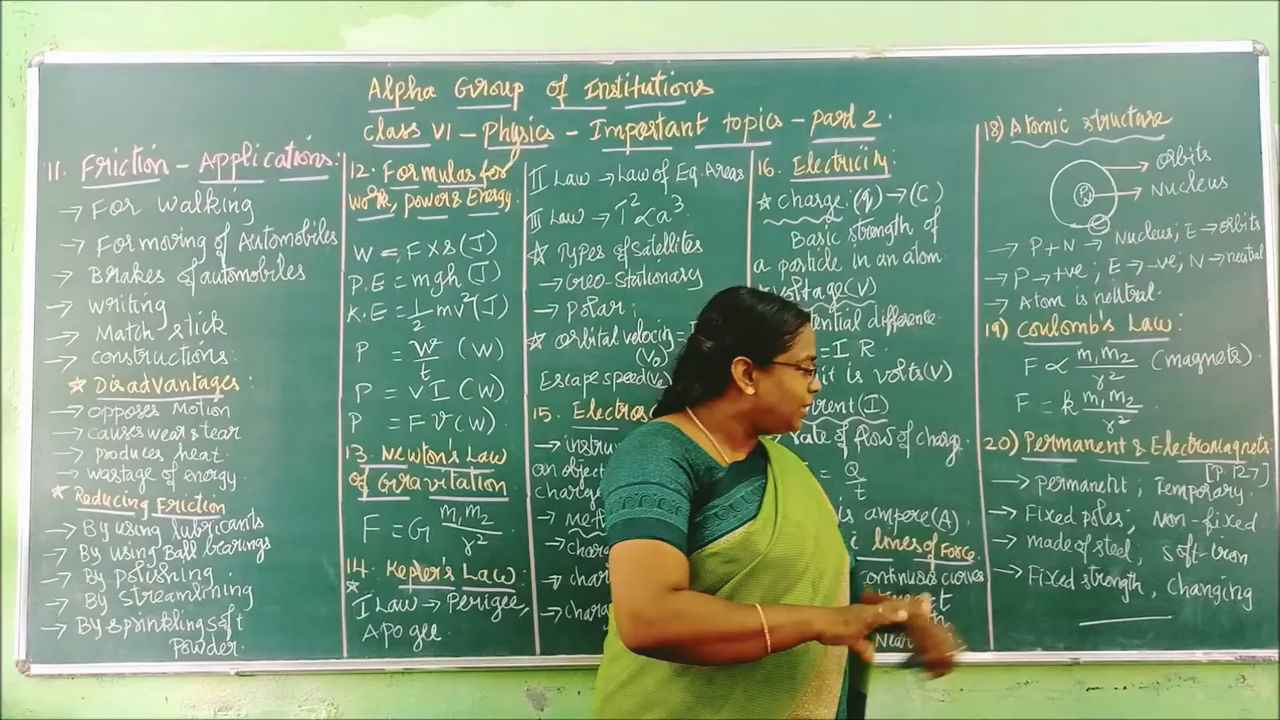 Alpha Group of Institutions
Class VI - Physics - Important topics - part 2.
11. Friction - Applications:
→ For walking
→ For moving of Automobiles
→ Brakes of automobiles
→ writing
→ Match stick
→ constructions.
★ Disadvantages:
→ opposes Motion
→ causes wear & tear
→ produces heat.
→ wastage of energy.
★ Reducing Friction
→ By using lubricants
→ By using Ball bearings
→ By polishing.
→ By streamlining
→ By sprinkling soft
powder.
12. Formulas for
work, power & Energy:
W = F x s (J)
P.E = mgh (J)
K.E = 1/2 mv² (J)
P = W/t (W)
P = VI (W)
P = FV (W).
13. Newton's Law
of Gravitation
F = G m₁m₂/r²
14. Kepler's Law:
★
I Law → Perigee,
Apogee.
II Law → Law of Eq. Areas
III Law → T² ∝ a³.
★ Types of Satellites
→ Geo-Stationary
→ Polar;
★ orbital velocity =
(V₀)
Escape speed
15.
→
an object
→
→
→
→
16. Electricity:
★ charge: (q) → (C)
Basic strength of
a particle in an atom
voltage (V)
difference.
= I R.
it is volts (V)
(I)
→ rate of flow of charge.
= Q/t
is ampere (A).
lines of Force.
continuous curves
18) Atomic structure
→ orbits
→ Nucleus
→ P+N → Nucleus; E → orbits
→ P → +ve; E → -ve; N → neutral
→ Atom is neutral.
19) Coulomb's Law:
F ∝ m₁m₂/r² (magnets).
F = k m₁m₂/r².
20) Permanent & Electromagnets
[P. 127]
→ permanent; Temporary.
→ Fixed poles; non-fixed
→ made of steel, soft-iron
→ Fixed strength, Changing